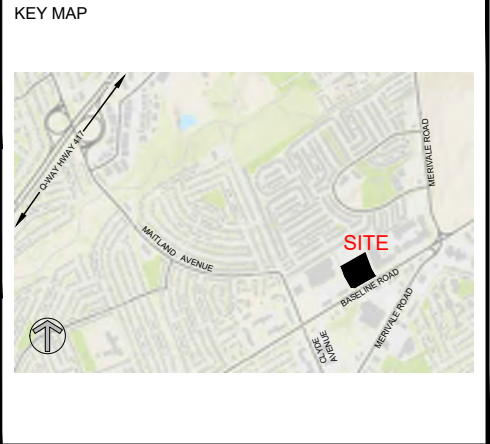 KEY MAP
Q-WAY HWAY 417
MERIVALE ROAD
MAITLAND AVENUE
SITE
BASELINE ROAD
MERIVALE ROAD
CLYDE
AVENUE